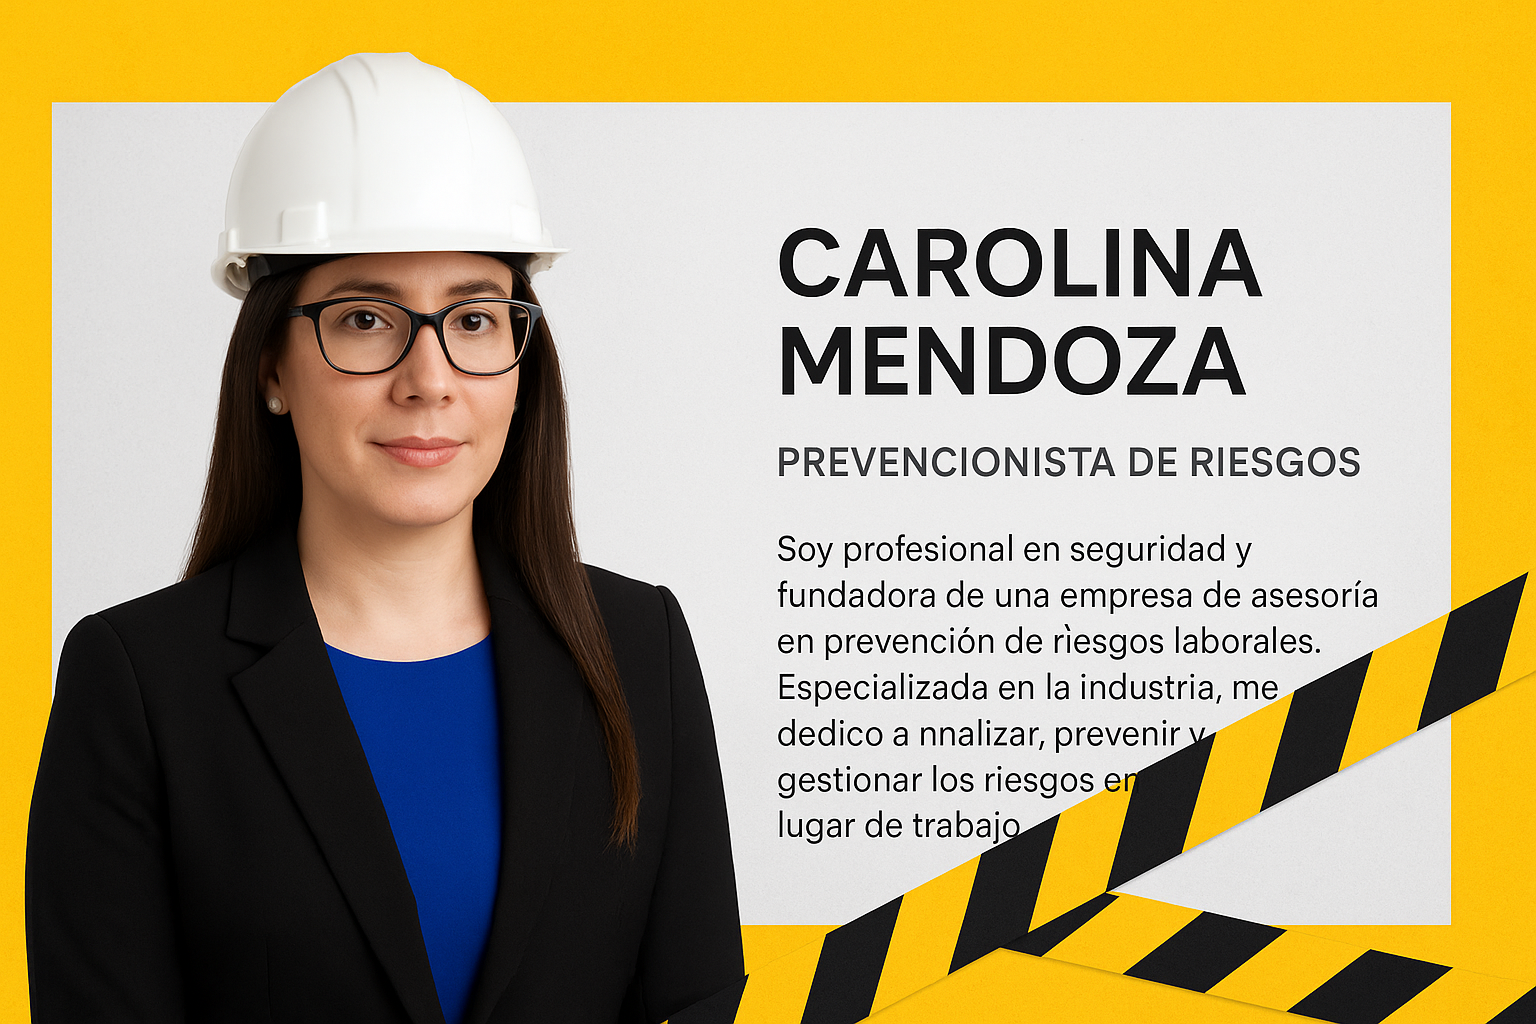 CAROLINA
MENDOZA
PREVENCIONISTA DE RIESGOS
Soy profesional en seguridad y
fundadora de una empresa de asesoría
en prevención de rìesgos laborales.
Especializada en la industria, me
dedico a nnalizar, prevenir y
gestionar los riesgos en
lugar de trabajo